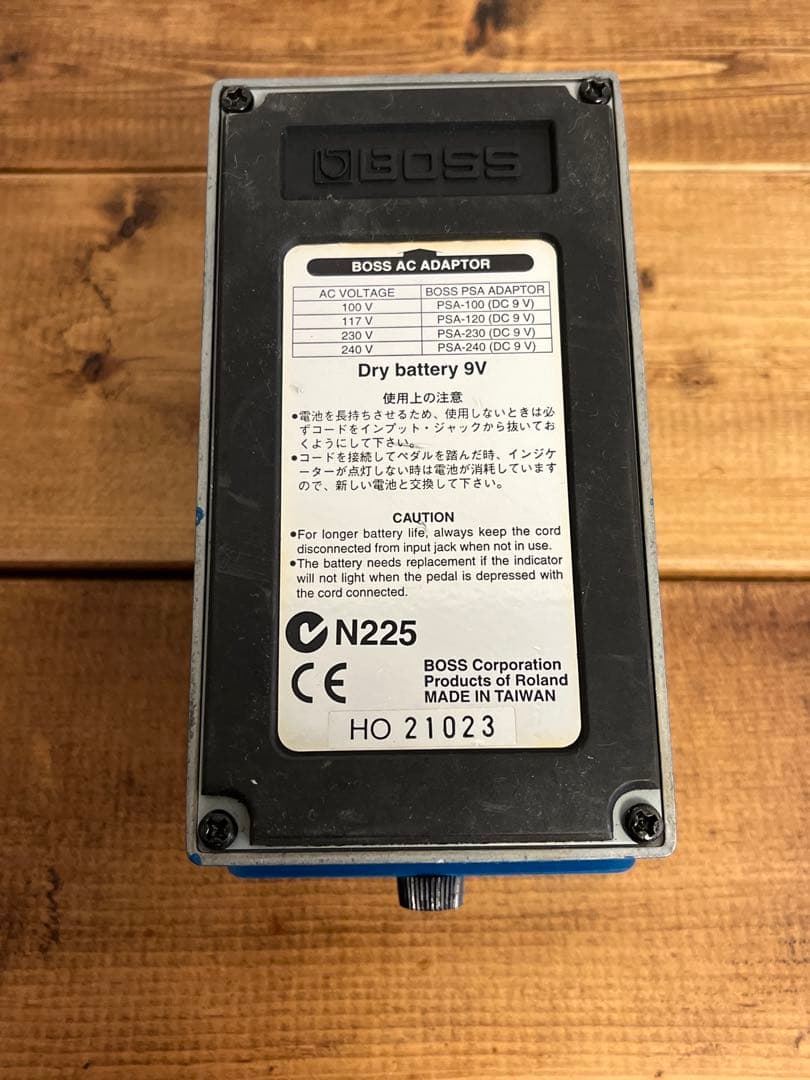 BOSS
BOSS AC ADAPTOR
AC VOLTAGE BOSS PSA ADAPTOR
100 V PSA-100 (DC 9 V)
117 V PSA-120 (DC 9 V)
230 V PSA-230 (DC 9 V)
240 V PSA-240 (DC 9 V)
Dry battery 9V
使用上の注意
●電池を長持ちさせるため、使用しないときは必
ずコードをインプット・ジャックから抜いてお
くようにして下さい。
●コードを接続してペダルを踏んだ時、インジケ
ーターが点灯しない時は電池が消耗しています
ので、新しい電池と交換して下さい。
CAUTION
●For longer battery life, always keep the cord
disconnected from input jack when not in use.
●The battery needs replacement if the indicator
will not light when the pedal is depressed with
the cord connected.
N225
CE
BOSS Corporation
Products of Roland
MADE IN TAIWAN
HO 21023